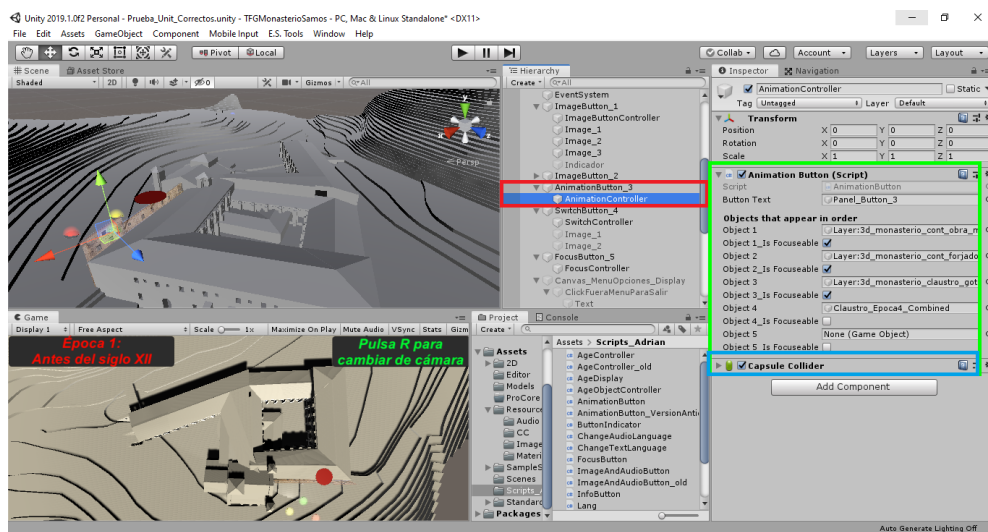 Unity 2019.1.0f2 Personal - Prueba_Unit_Correctos.unity - TFGMonasterioSamos - PC, Mac & Linux Standalone* <DX11>
File Edit Assets GameObject Component Mobile Input E.S. Tools Window Help
Pivot Local Collab Account Layers Layout
Scene Asset Store
Shaded 2D 0 Gizmos All
y
x
Persp
Hierarchy
Create All
EventSystem
ImageButton_1
ImageButtonController
Image_1
Image_2
Image_3
Indicador
ImageButton_2
AnimationButton_3
AnimationController
SwitchButton_4
SwitchController
Image_1
Image_2
FocusButton_5
FocusController
Canvas_MenuOpciones_Display
ClickFueraMenuParaSalir
Text
Inspector Navigation
AnimationController Static
Tag Untagged Layer Default
Transform
Position X 0 Y 0 Z 0
Rotation X 0 Y 0 Z 0
Scale X 1 Y 1 Z 1
Animation Button (Script)
Script AnimationButton
Button Text Panel_Button_3
Objects that appear in order
Object 1 Layer:3d_monasterio_cont_obra_m
Object 1_Is Focuseable
Object 2 Layer:3d_monasterio_cont_forjado
Object 2_Is Focuseable
Object 3 Layer:3d_monasterio_claustro_got
Object 3_Is Focuseable
Object 4 Claustro_Epoca4_Combined
Object 4_Is Focuseable
Object 5 None (Game Object)
Object 5_Is Focuseable
Capsule Collider
Add Component
Game
Display 1 Free Aspect Scale 1x Maximize On Play Mute Audio VSync Stats Gizm
Época 1:
Antes del siglo XII
Pulsa R para
cambiar de cámara
Project Console
Create
Assets
2D
Editor
Models
ProCore
Resource
Audio
CC
Image
Materi
SampleS
Scenes
Scripts_A
Standard
Packages
Assets > Scripts_Adrian
AgeController
AgeController_old
AgeDisplay
AgeObjectController
AnimationButton
AnimationButton_VersionAntic
ButtonIndicator
ChangeAudioLanguage
ChangeTextLanguage
FocusButton
ImageAndAudioButton
ImageAndAudioButton_old
InfoButton
Lang
Auto Generate Lighting Off